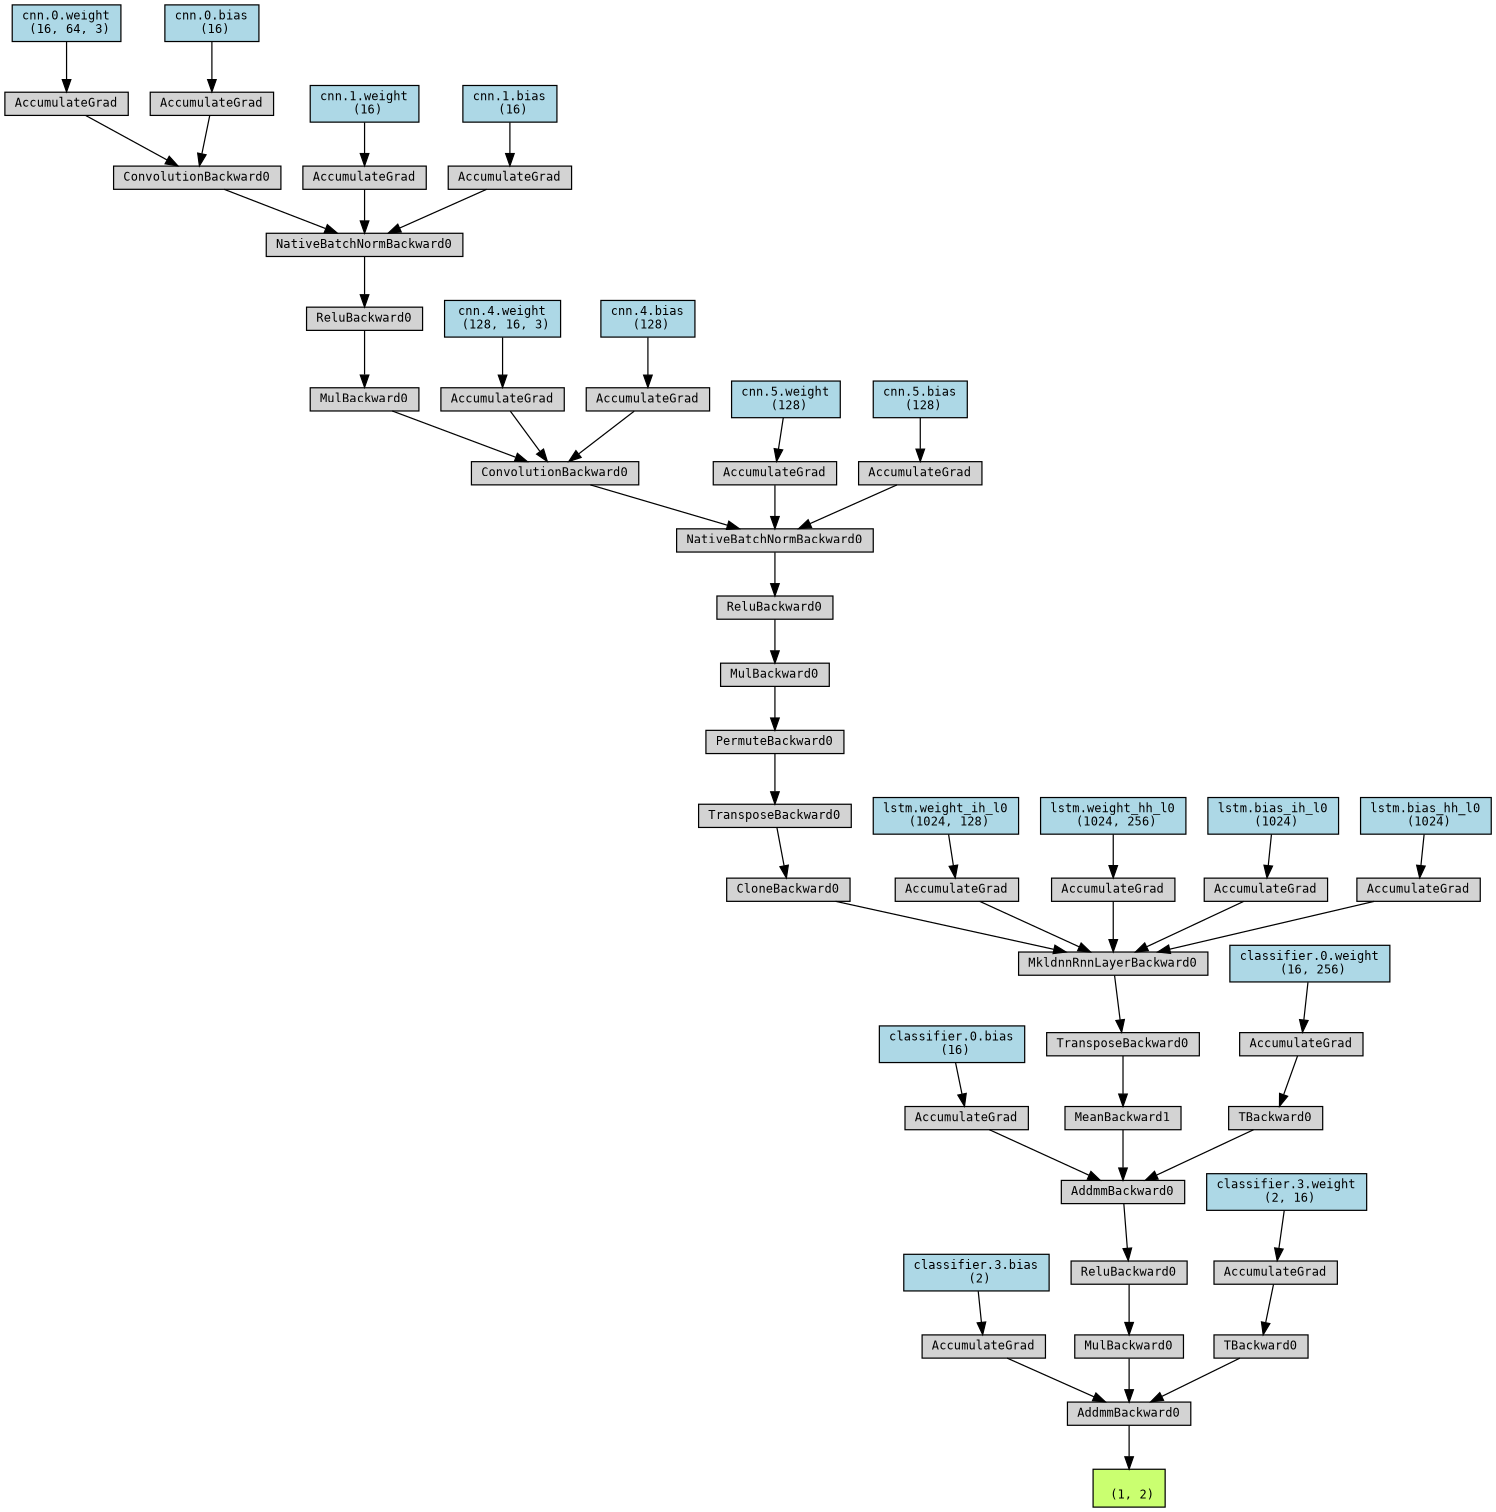 cnn.0.weight
(16, 64, 3)
cnn.0.bias
(16)
AccumulateGrad
AccumulateGrad
cnn.1.weight
(16)
cnn.1.bias
(16)
ConvolutionBackward0
AccumulateGrad
AccumulateGrad
NativeBatchNormBackward0
ReluBackward0
cnn.4.weight
(128, 16, 3)
cnn.4.bias
(128)
MulBackward0
AccumulateGrad
AccumulateGrad
cnn.5.weight
(128)
cnn.5.bias
(128)
ConvolutionBackward0
AccumulateGrad
AccumulateGrad
NativeBatchNormBackward0
ReluBackward0
MulBackward0
PermuteBackward0
TransposeBackward0
lstm.weight_ih_l0
(1024, 128)
lstm.weight_hh_l0
(1024, 256)
lstm.bias_ih_l0
(1024)
lstm.bias_hh_l0
(1024)
CloneBackward0
AccumulateGrad
AccumulateGrad
AccumulateGrad
AccumulateGrad
MkldnnRnnLayerBackward0
classifier.0.weight
(16, 256)
classifier.0.bias
(16)
TransposeBackward0
AccumulateGrad
AccumulateGrad
MeanBackward1
TBackward0
AddmmBackward0
classifier.3.weight
(2, 16)
classifier.3.bias
(2)
ReluBackward0
AccumulateGrad
AccumulateGrad
MulBackward0
TBackward0
AddmmBackward0
(1, 2)